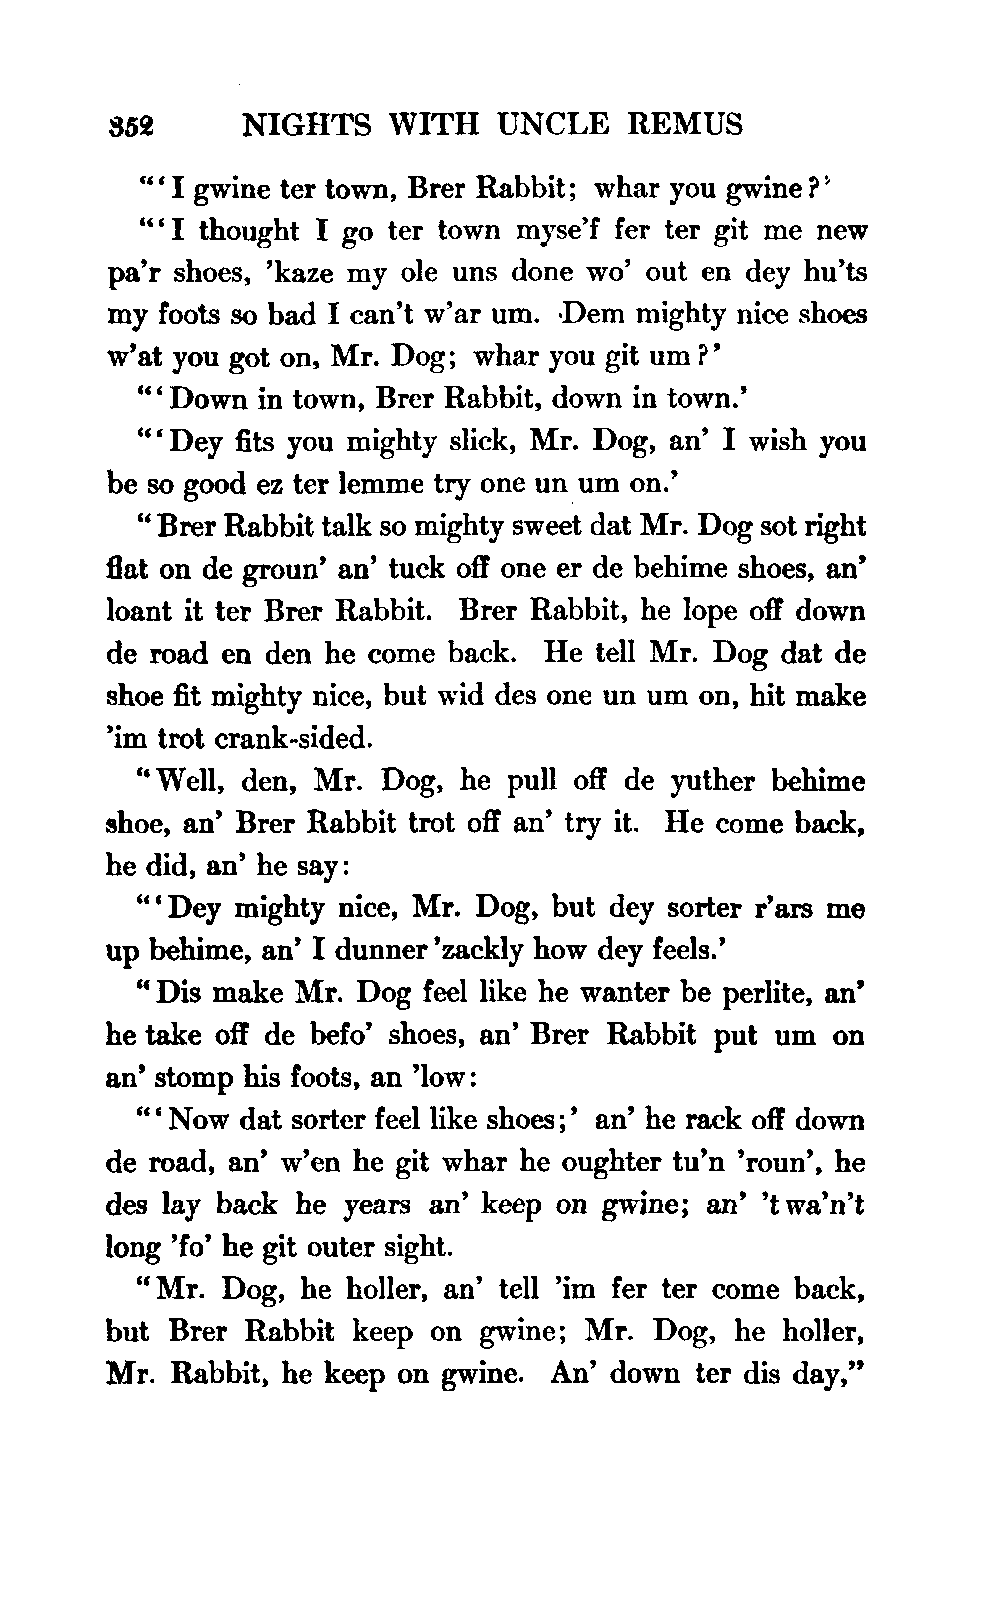 352 NIGHTS WITH UNCLE REMUS
“‘I gwine ter town, Brer Rabbit; whar you gwine?’
“‘I thought I go ter town myse’f fer ter git me new
pa’r shoes, ’kaze my ole uns done wo’ out en dey hu’ts
my foots so bad I can’t w’ar um. Dem mighty nice shoes
w’at you got on, Mr. Dog; whar you git um?’
“‘Down in town, Brer Rabbit, down in town.’
“‘Dey fits you mighty slick, Mr. Dog, an’ I wish you
be so good ez ter lemme try one un um on.’
“Brer Rabbit talk so mighty sweet dat Mr. Dog sot right
flat on de groun’ an’ tuck off one er de behime shoes, an’
loant it ter Brer Rabbit. Brer Rabbit, he lope off down
de road en den he come back. He tell Mr. Dog dat de
shoe fit mighty nice, but wid des one un um on, hit make
’im trot crank-sided.
“Well, den, Mr. Dog, he pull off de yuther behime
shoe, an’ Brer Rabbit trot off an’ try it. He come back,
he did, an’ he say:
“‘Dey mighty nice, Mr. Dog, but dey sorter r’ars me
up behime, an’ I dunner ’zackly how dey feels.’
“Dis make Mr. Dog feel like he wanter be perlite, an’
he take off de befo’ shoes, an’ Brer Rabbit put um on
an’ stomp his foots, an ’low:
“‘Now dat sorter feel like shoes;’ an’ he rack off down
de road, an’ w’en he git whar he oughter tu’n ’roun’, he
des lay back he years an’ keep on gwine; an’ ’t wa’n’t
long ’fo’ he git outer sight.
“Mr. Dog, he holler, an’ tell ’im fer ter come back,
but Brer Rabbit keep on gwine; Mr. Dog, he holler,
Mr. Rabbit, he keep on gwine. An’ down ter dis day,”